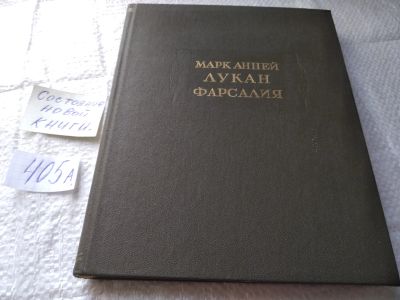 МАРК АННЕЙ
ЛУКАН
ФАРСАЛИЯ
Состояние
новой
книги.
405А